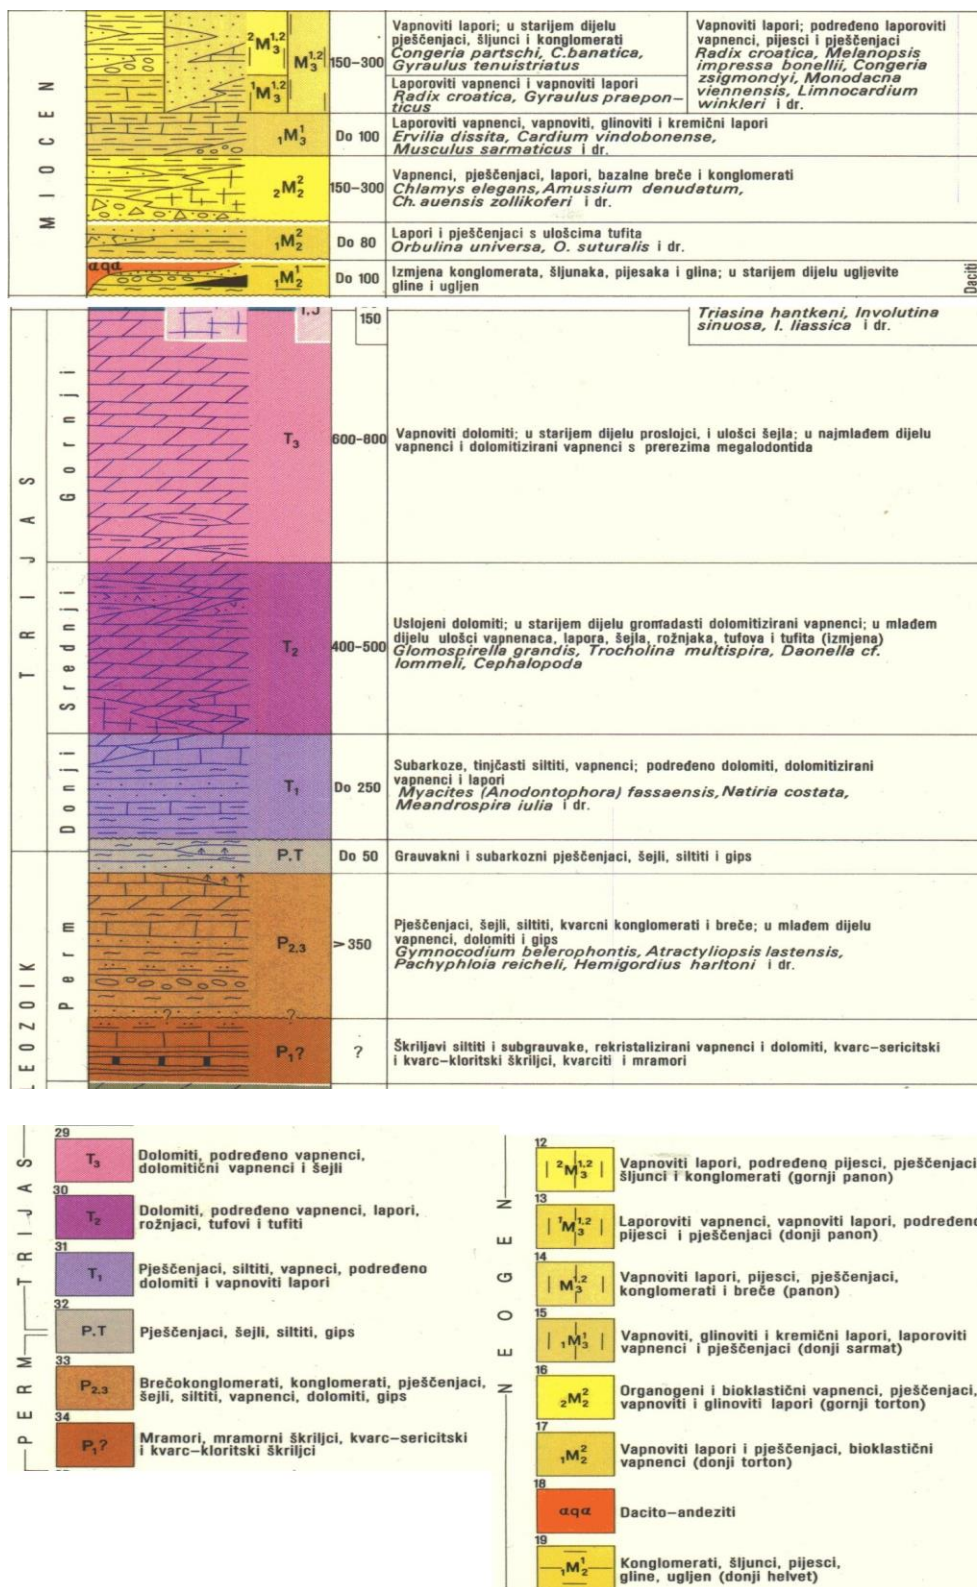 MIOCEN
²M₃¹,²
M₃¹,²
¹M₃¹,²
150–300
Vapnoviti lapori; u starijem dijelu
pješčenjaci, šljunci i konglomerati
Congeria partschi, C.banatica,
Gyraulus tenuistriatus
Laporoviti vapnenci i vapnoviti lapori
Radix croatica, Gyraulus praepon–
ticus
Vapnoviti lapori; podređeno laporoviti
vapnenci, pijesci i pješčenjaci
Radix croatica, Melanopsis
impressa bonellii, Congeria
zsigmondyi, Monodacna
viennensis, Limnocardium
winkleri i dr.
₁M₃¹
Do 100
Laporoviti vapnenci, vapnoviti, glinoviti i kremični lapori
Ervilia dissita, Cardium vindobonense,
Musculus sarmaticus i dr.
₂M₂²
150–300
Vapnenci, pješčenjaci, lapori, bazalne breče i konglomerati
Chlamys elegans, Amussium denudatum,
Ch. auensis zollikoferi i dr.
₁M₂²
Do 80
Lapori i pješčenjaci s ulošcima tufita
Orbulina universa, O. suturalis i dr.
αqα
₁M₂¹
Do 100
Izmjena konglomerata, šljunaka, pijesaka i glina; u starijem dijelu ugljevite
gline i ugljen
Daciti
150
Triasina hantkeni, Involutina
sinuosa, I. liassica i dr.
TRIJAS
Gornji
T₃
600–800
Vapnoviti dolomiti; u starijem dijelu proslojci, i ulošci šejla; u najmlađem dijelu
vapnenci i dolomitizirani vapnenci s prerezima megalodontida
Srednji
T₂
400–500
Uslojeni dolomiti; u starijem dijelu gromadasti dolomitizirani vapnenci; u mlađem
dijelu ulošci vapnenaca, lapora, šejla, rožnjaka, tufova i tufita (izmjena)
Glomospirella grandis, Trocholina multispira, Daonella cf.
lommeli, Cephalopoda
Donji
T₁
Do 250
Subarkoze, tinjčasti siltiti, vapnenci; podređeno dolomiti, dolomitizirani
vapnenci i lapori
Myacites (Anodontophora) fassaensis, Natiria costata,
Meandrospira iulia i dr.
P.T
Do 50
Grauvakni i subarkozni pješčenjaci, šejli, siltiti i gips
LEOZOIK
Perm
P₂,₃
> 350
Pješčenjaci, šejli, siltiti, kvarcni konglomerati i breče; u mlađem dijelu
vapnenci, dolomiti i gips
Gymnocodium belerophontis, Atractyliopsis lastensis,
Pachyphloia reicheli, Hemigordius harltoni i dr.
? ?
P₁?
?
Škriljavi siltiti i subgrauvake, rekristalizirani vapnenci i dolomiti, kvarc–sericitski
i kvarc–kloritski škriljci, kvarciti i mramori
TRIJAS
29
T₃
Dolomiti, podređeno vapnenci,
dolomitični vapnenci i šejli
30
T₂
Dolomiti, podređeno vapnenci, lapori,
rožnjaci, tufovi i tufiti
31
T₁
Pješčenjaci, siltiti, vapneci, podređeno
dolomiti i vapnoviti lapori
PERM
32
P.T
Pješčenjaci, šejli, siltiti, gips
33
P₂,₃
Brečokonglomerati, konglomerati, pješčenjaci,
šejli, siltiti, vapnenci, dolomiti, gips
34
P₁?
Mramori, mramorni škriljci, kvarc-sericitski
i kvarc-kloritski škriljci
NEOGEN
12
²M₃¹,²
Vapnoviti lapori, podređeno pijesci, pješčenjaci
šljunci i konglomerati (gornji panon)
13
¹M₃¹,²
Laporoviti vapnenci, vapnoviti lapori, podređeno
pijesci i pješčenjaci (donji panon)
14
M₃¹,²
Vapnoviti lapori, pijesci, pješčenjaci,
konglomerati i breče (panon)
15
₁M₃¹
Vapnoviti, glinoviti i kremični lapori, laporoviti
vapnenci i pješčenjaci (donji sarmat)
16
₂M₂²
Organogeni i bioklastični vapnenci, pješčenjaci,
vapnoviti i glinoviti lapori (gornji torton)
17
₁M₂²
Vapnoviti lapori i pješčenjaci, bioklastični
vapnenci (donji torton)
18
αqα
Dacito–andeziti
19
₁M₂¹
Konglomerati, šljunci, pijesci,
gline, ugljen (donji helvet)